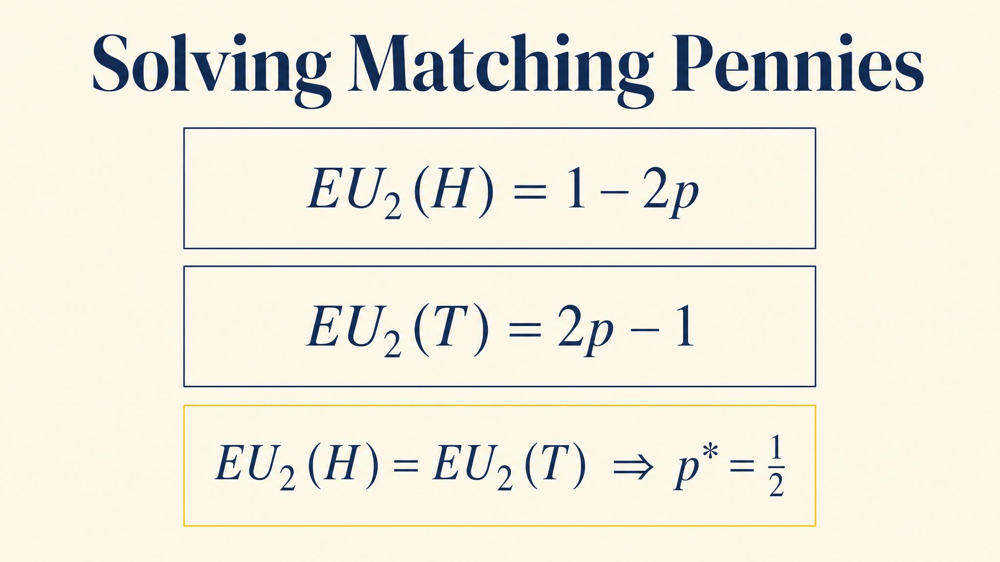 Solving Matching Pennies
EU₂(H) = 1 − 2p
EU₂(T) = 2p − 1
EU₂(H) = EU₂(T) ⇒ p* = 1/2